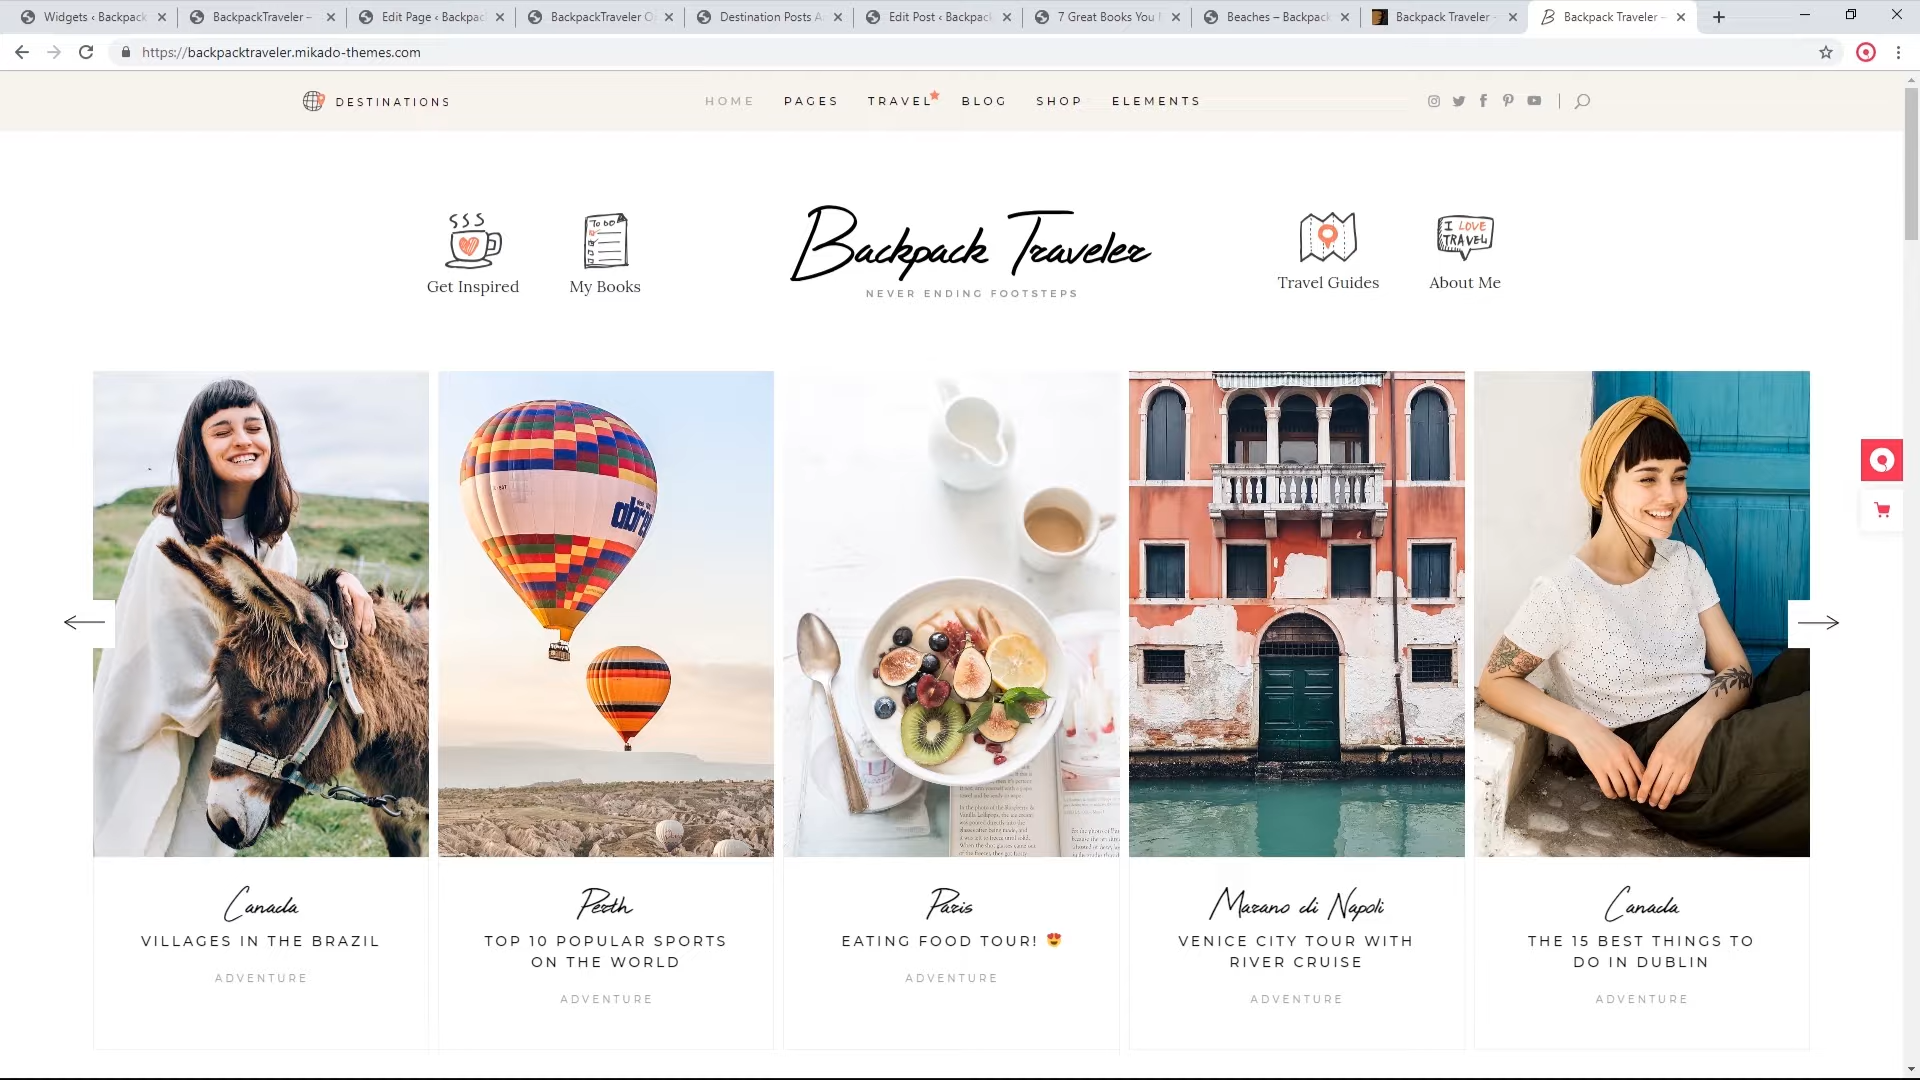 Widgets ‹ Backpack
BackpackTraveler –
Edit Page ‹ Backpac
BackpackTraveler O
Destination Posts A
Edit Post ‹ Backpack
7 Great Books You
Beaches – Backpack
Backpack Traveler
Backpack Traveler –
https://backpacktraveler.mikado-themes.com
DESTINATIONS
HOME PAGES TRAVEL BLOG SHOP ELEMENTS
TO DO
Get Inspired
My Books
Backpack Traveler
NEVER ENDING FOOTSTEPS
Travel Guides
I LOVE
TRAVEL
About Me
Canada
VILLAGES IN THE BRAZIL
ADVENTURE
Perth
TOP 10 POPULAR SPORTS
ON THE WORLD
ADVENTURE
Paris
EATING FOOD TOUR! 😍
ADVENTURE
Marano di Napoli
VENICE CITY TOUR WITH
RIVER CRUISE
ADVENTURE
Canada
THE 15 BEST THINGS TO
DO IN DUBLIN
ADVENTURE